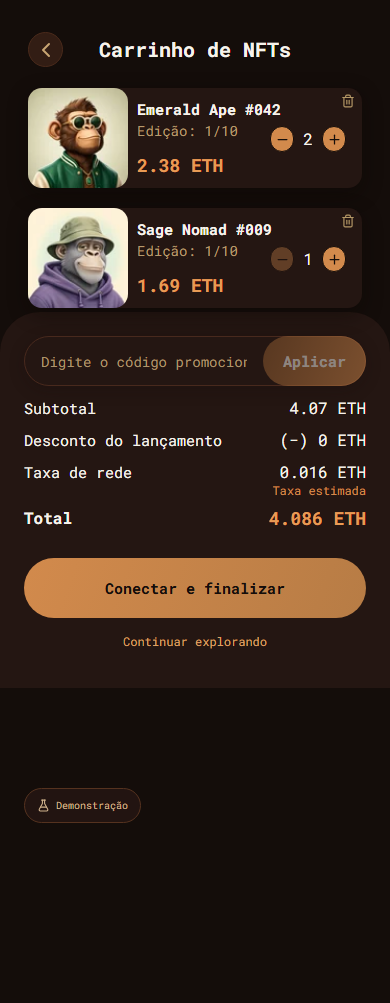 Carrinho de NFTs
Emerald Ape #042
Edição: 1/10
2
2.38 ETH
Sage Nomad #009
Edição: 1/10
1
1.69 ETH
Digite o código promocion
Aplicar
Subtotal 4.07 ETH
Desconto do lançamento (−) 0 ETH
Taxa de rede 0.016 ETH
Taxa estimada
Total 4.086 ETH
Conectar e finalizar
Continuar explorando
Demonstração